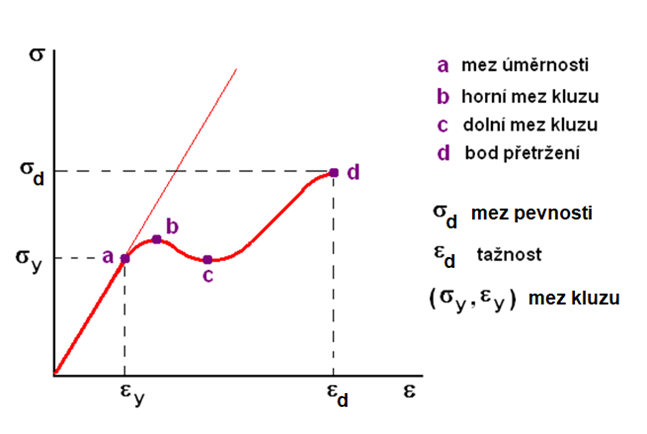 σ
a mez úměrnosti
b horní mez kluzu
c dolní mez kluzu
d bod přetržení
σd
d
σd mez pevnosti
εd tažnost
(σy, εy) mez kluzu
b
σy
a
c
εy
εd
ε